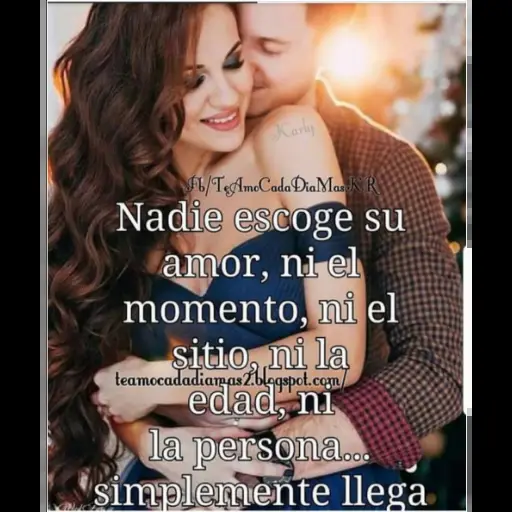 Karly
Fb/TeAmoCadaDiaMasKR
Nadie escoge su
amor, ni el
momento, ni el
sitio, ni la
teamocadadiamas2.blogspot.com/
edad, ni
la persona...
simplemente llega